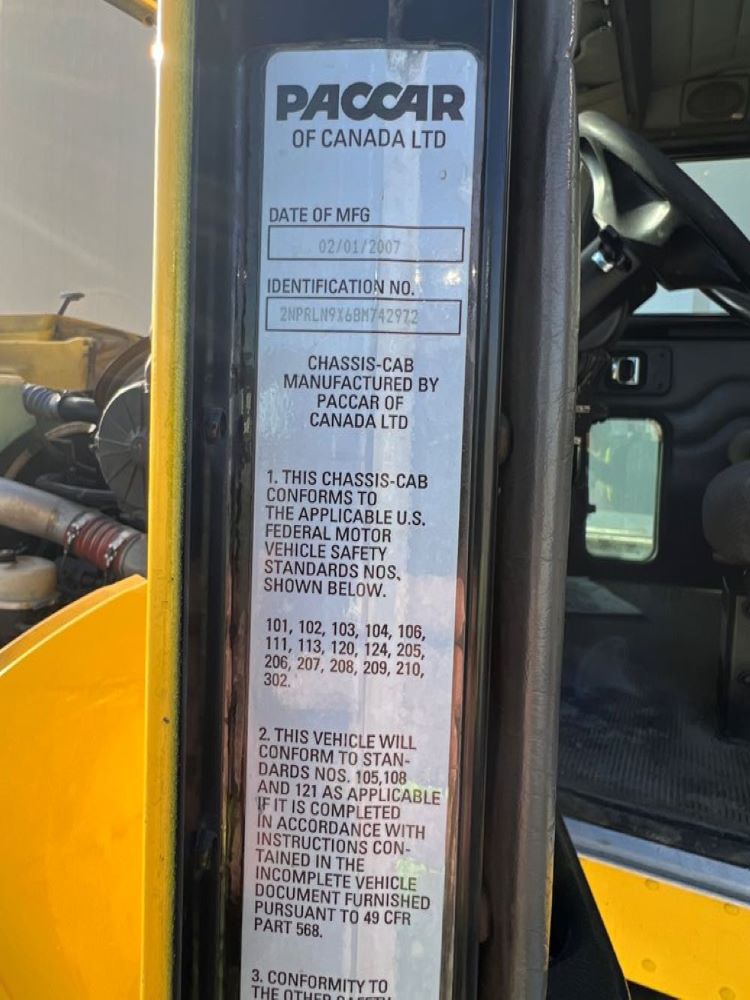 PACCAR
OF CANADA LTD
DATE OF MFG
02/01/2007
IDENTIFICATION NO.
2NPRLN9X68M742972
CHASSIS-CAB
MANUFACTURED BY
PACCAR OF
CANADA LTD
1. THIS CHASSIS-CAB
CONFORMS TO
THE APPLICABLE U.S.
FEDERAL MOTOR
VEHICLE SAFETY
STANDARDS NOS.
SHOWN BELOW.
101, 102, 103, 104, 106,
111, 113, 120, 124, 205,
206, 207, 208, 209, 210,
302.
2. THIS VEHICLE WILL
CONFORM TO STAN-
DARDS NOS. 105,108
AND 121 AS APPLICABLE
IF IT IS COMPLETED
IN ACCORDANCE WITH
INSTRUCTIONS CON-
TAINED IN THE
INCOMPLETE VEHICLE
DOCUMENT FURNISHED
PURSUANT TO 49 CFR
PART 568.
3. CONFORMITY TO
THE OTHER SAFETY